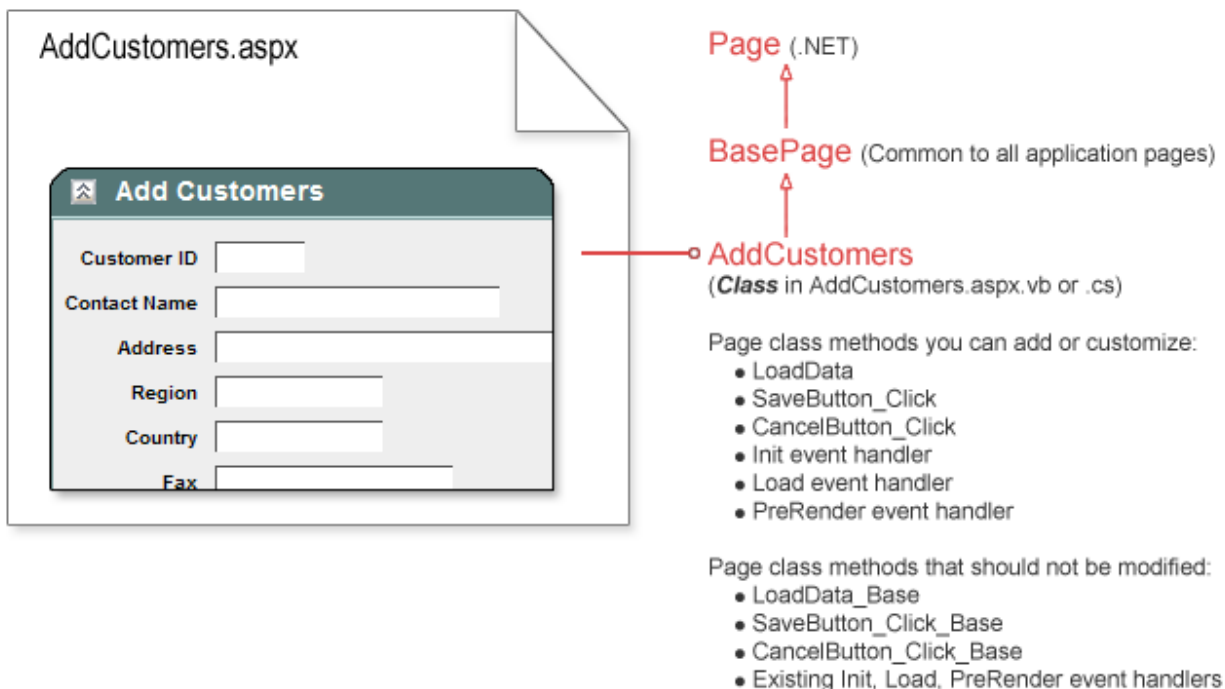 AddCustomers.aspx
Add Customers
Customer ID
Contact Name
Address
Region
Country
Fax
Page (.NET)
BasePage (Common to all application pages)
AddCustomers
(Class in AddCustomers.aspx.vb or .cs)
Page class methods you can add or customize:
• LoadData
• SaveButton_Click
• CancelButton_Click
• Init event handler
• Load event handler
• PreRender event handler
Page class methods that should not be modified:
• LoadData_Base
• SaveButton_Click_Base
• CancelButton_Click_Base
• Existing Init, Load, PreRender event handlers